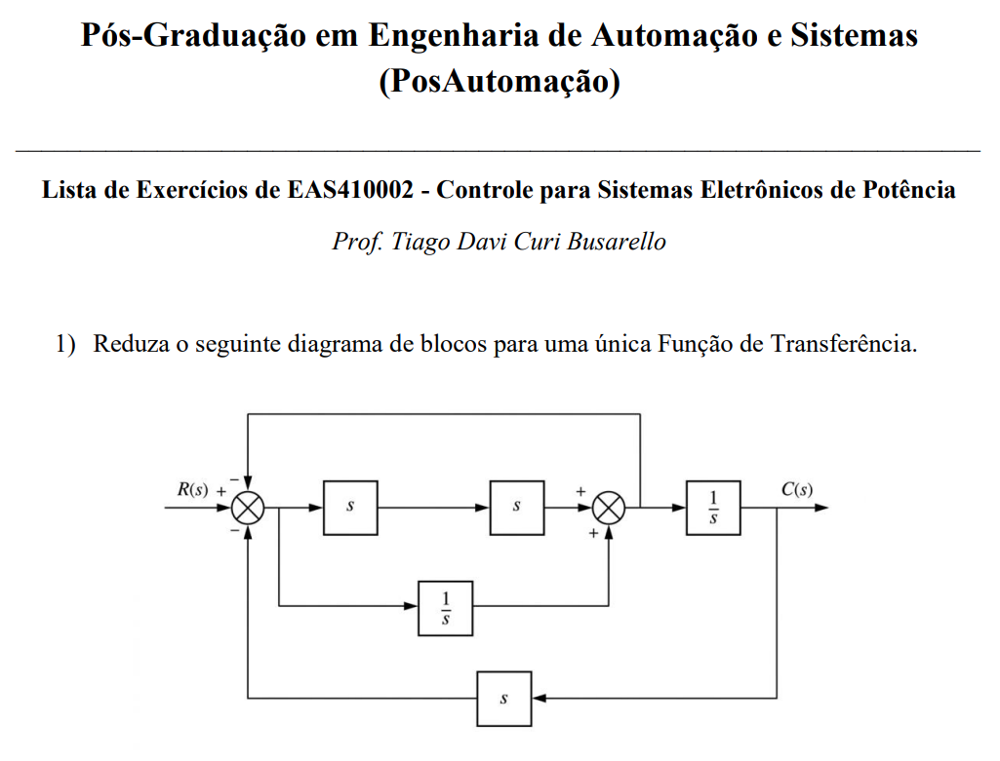 Pós-Graduação em Engenharia de Automação e Sistemas
(PosAutomação)
Lista de Exercícios de EAS410002 - Controle para Sistemas Eletrônicos de Potência
Prof. Tiago Davi Curi Busarello
1) Reduza o seguinte diagrama de blocos para uma única Função de Transferência.
R(s) + − s s + 1/s C(s)
− +
1/s
s